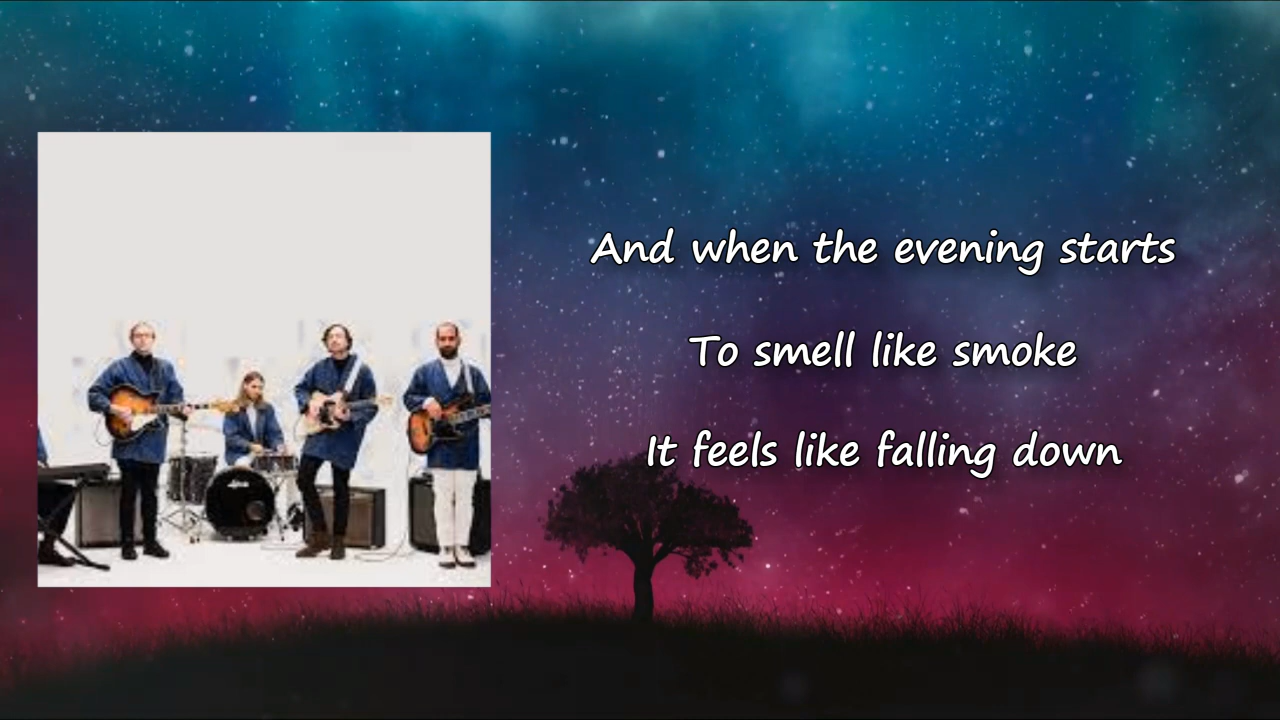 And when the evening starts
To smell like smoke
It feels like falling down